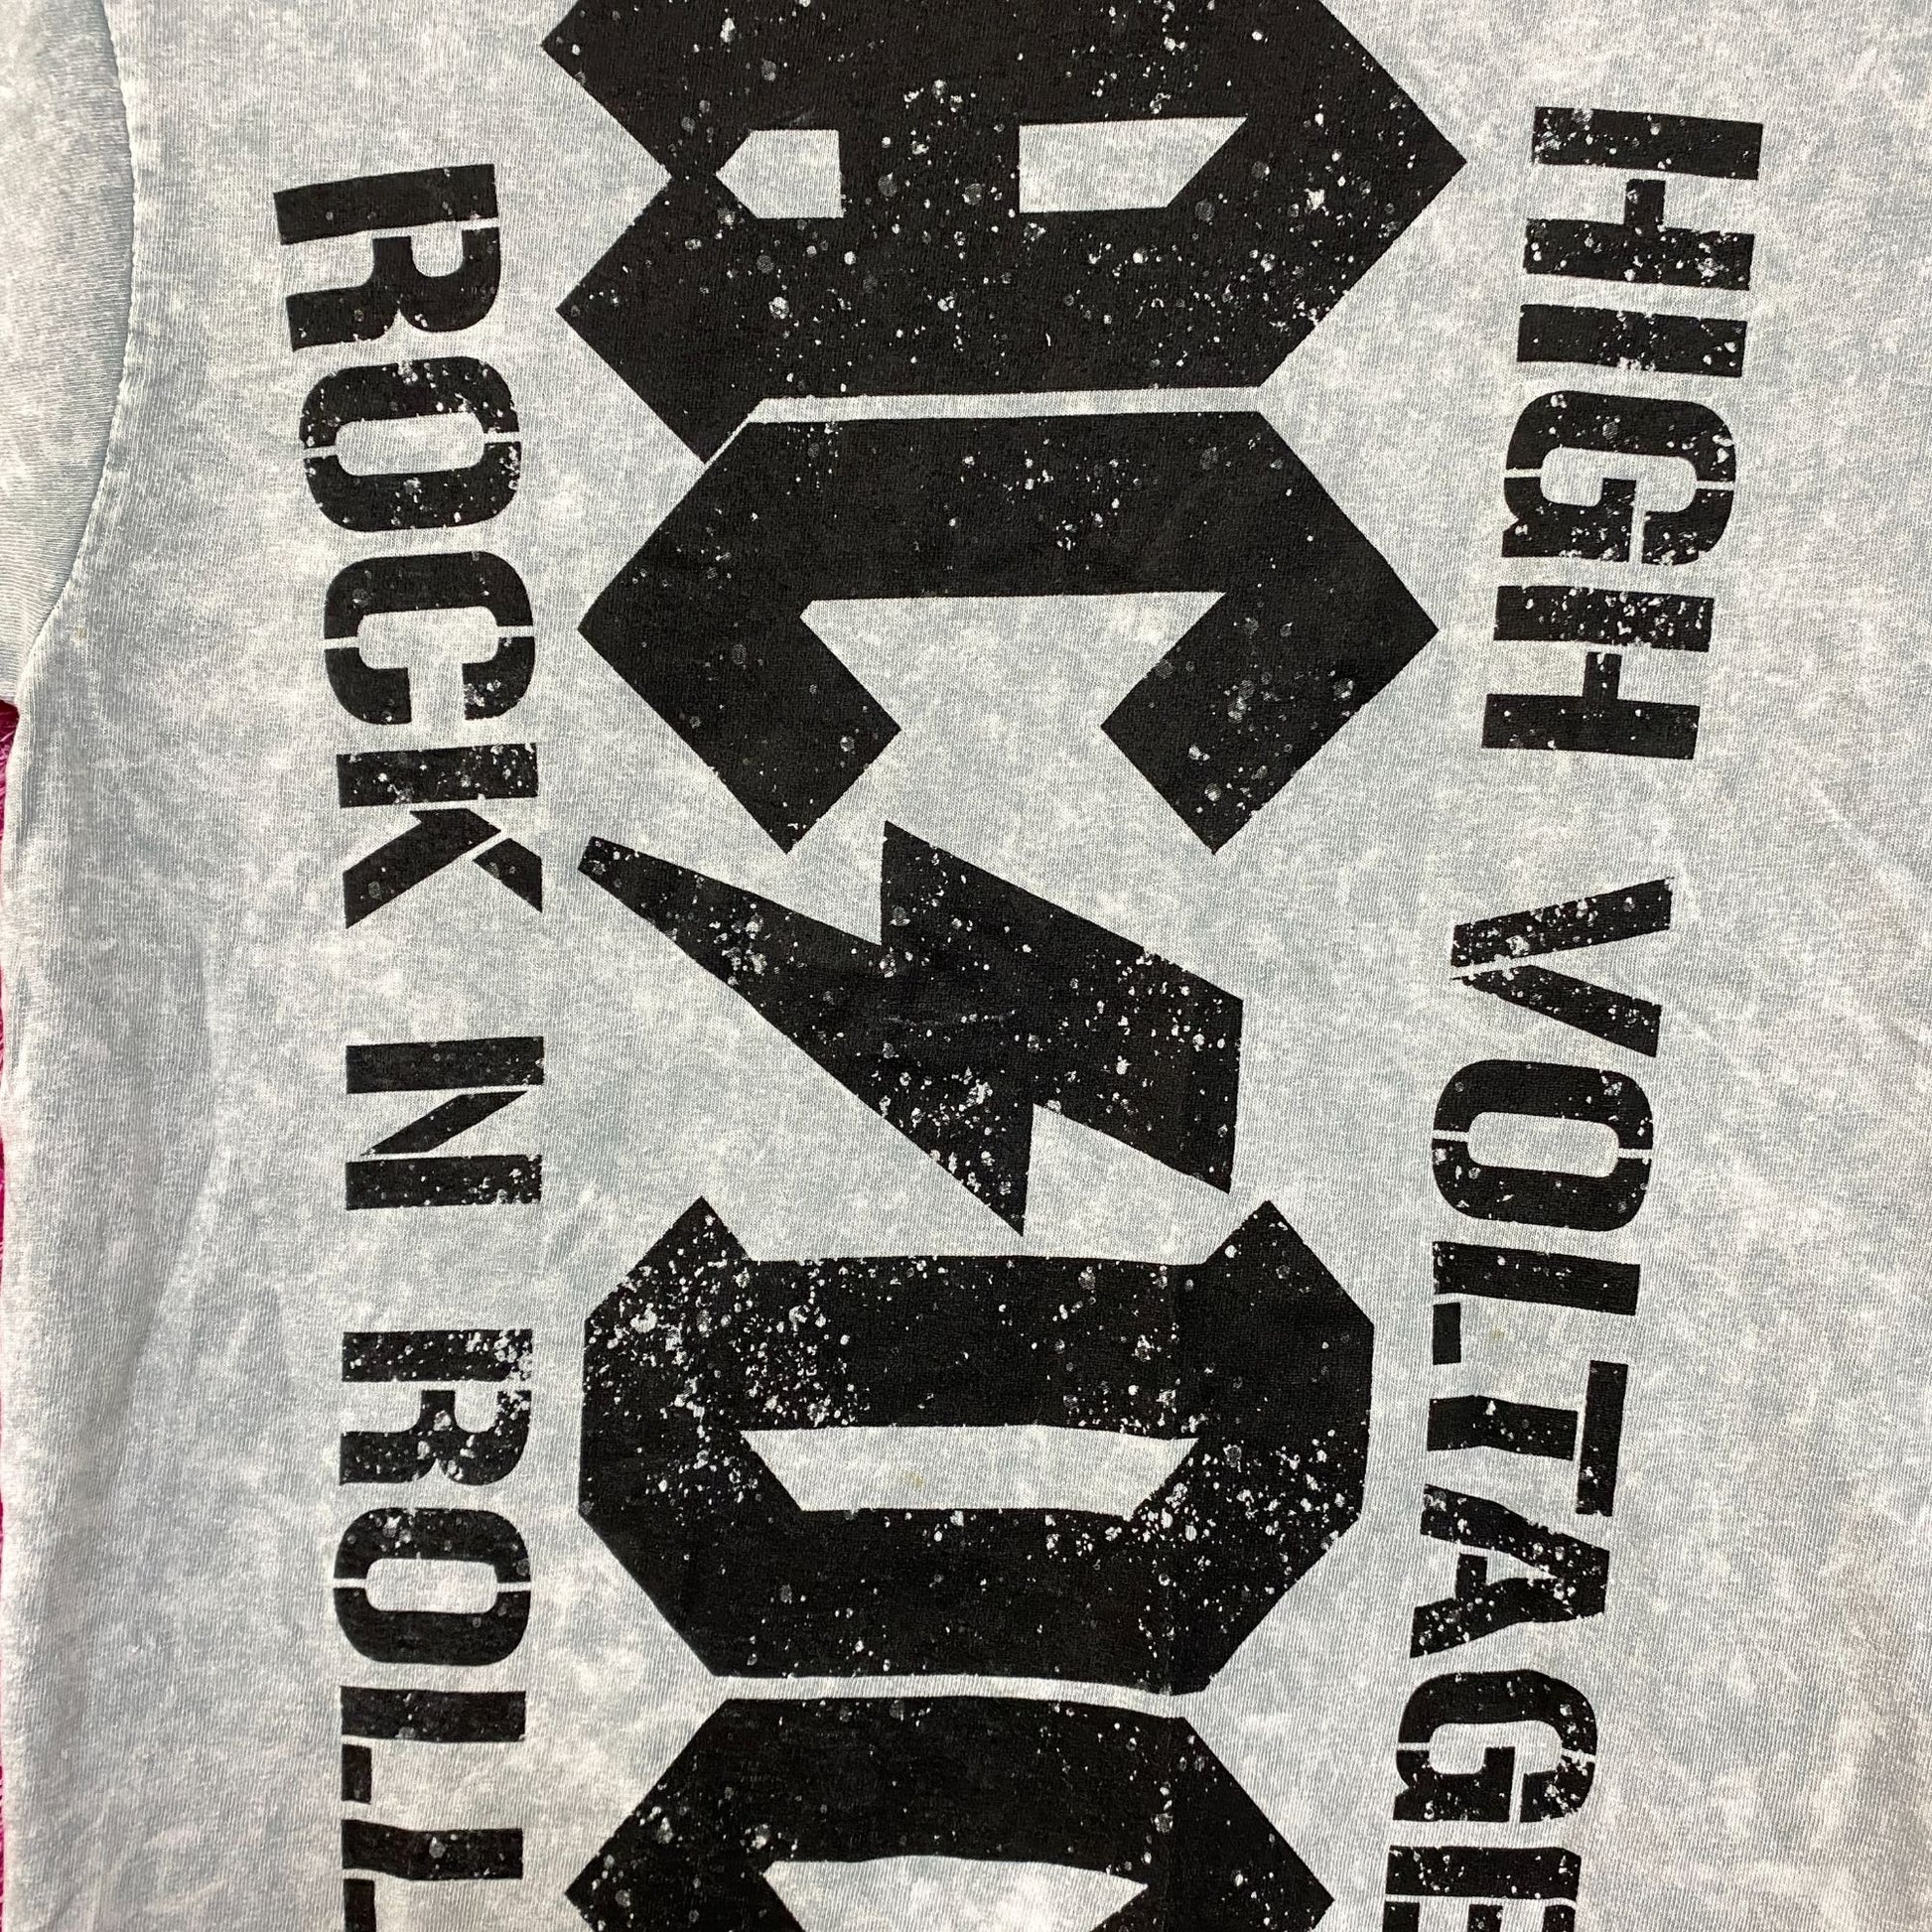 HIGH VOLTAGE
AC⚡DC
ROCK N ROLL